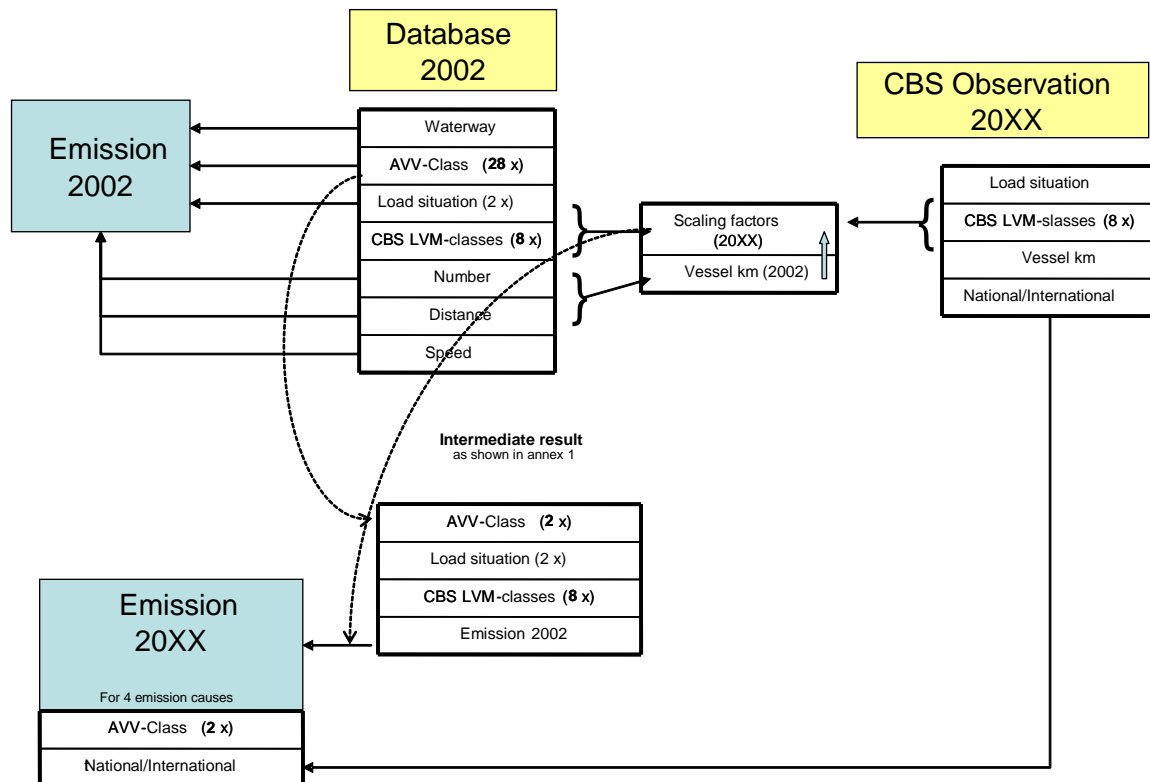 Database
2002
Waterway
AVV-Class (28 x)
Load situation (2 x)
CBS LVM-classes (8 x)
Number
Distance
Speed
Emission
2002
Scaling factors
(20XX)
Vessel km (2002)
CBS Observation
20XX
Load situation
CBS LVM-slasses (8 x)
Vessel km
National/International
Intermediate result
as shown in annex 1
AVV-Class (2 x)
Load situation (2 x)
CBS LVM-classes (8 x)
Emission 2002
Emission
20XX
For 4 emission causes
AVV-Class (2 x)
National/International